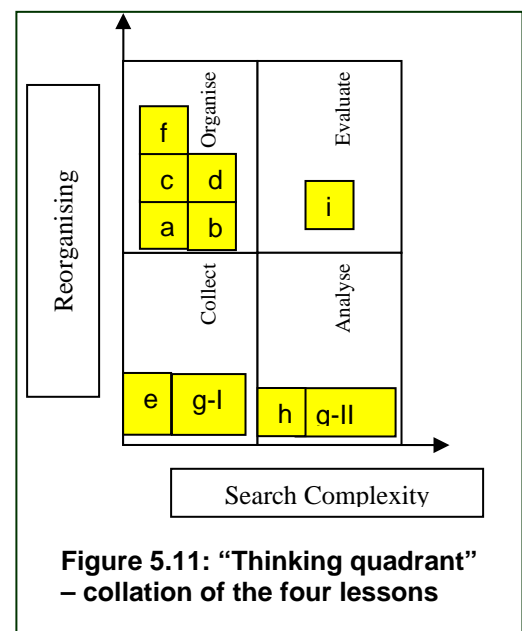 Reorganising
Organise
Evaluate
f
c d
a b
i
Collect
Analyse
e g-I
h g-II
Search Complexity
Figure 5.11: “Thinking quadrant”
– collation of the four lessons